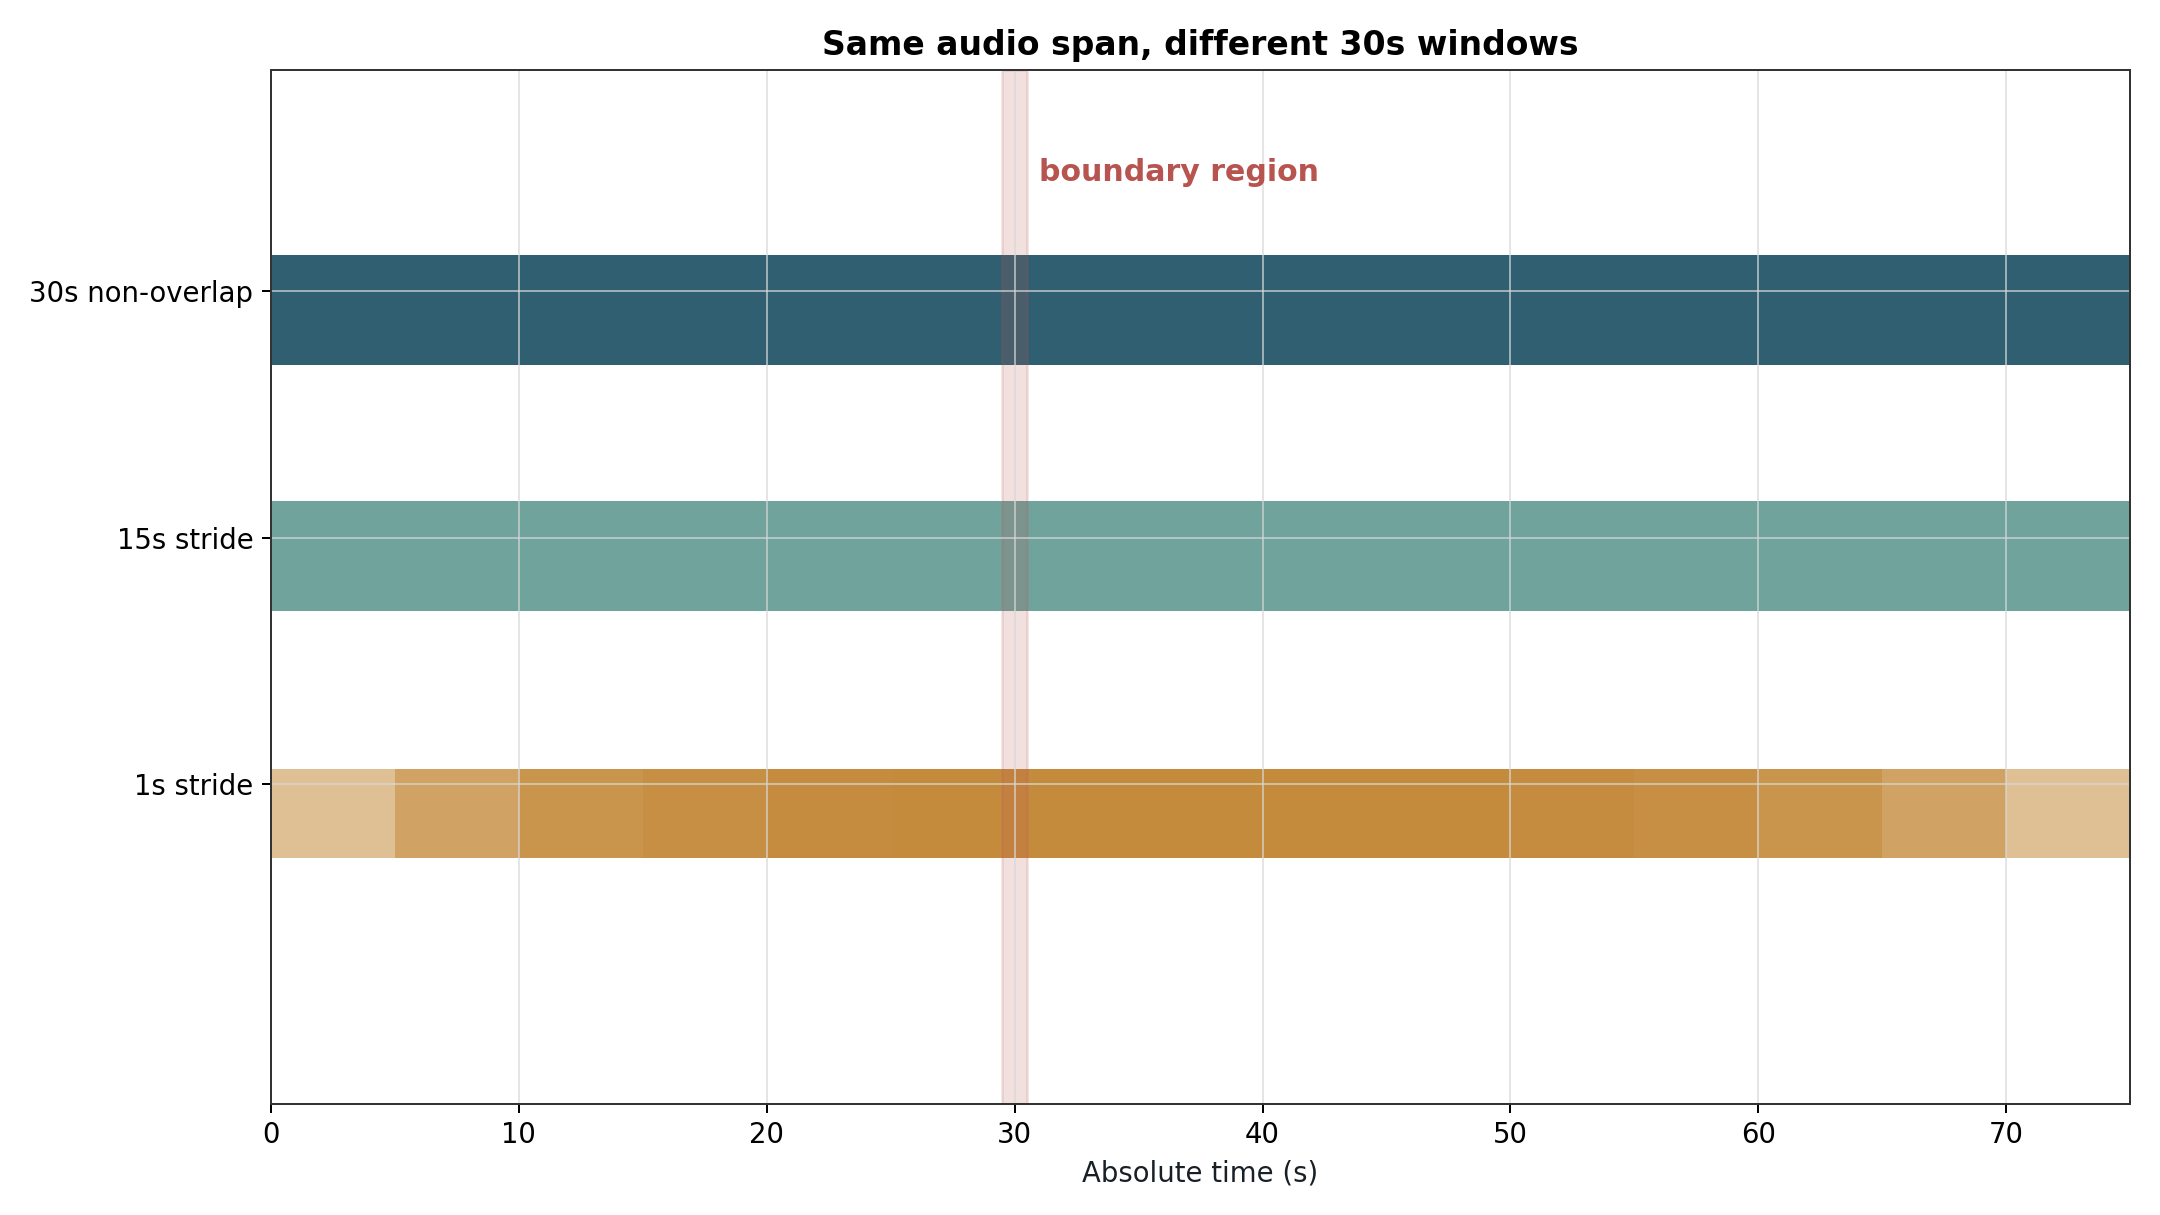 Same audio span, different 30s windows
boundary region
30s non-overlap
15s stride
1s stride
0 10 20 30 40 50 60 70
Absolute time (s)